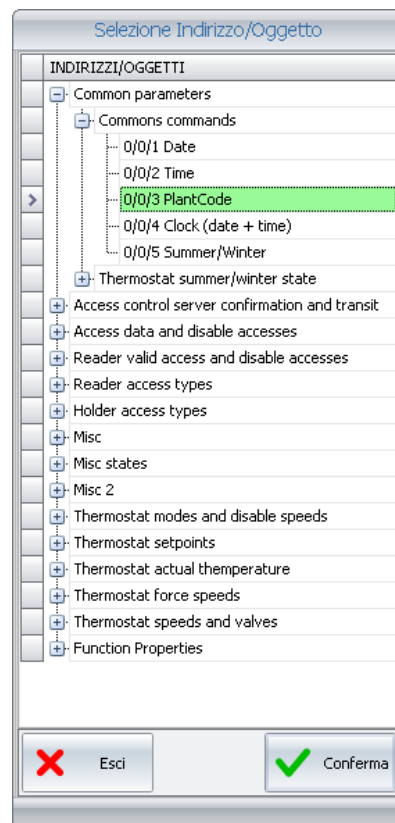 Selezione Indirizzo/Oggetto
INDIRIZZI/OGGETTI
Common parameters
Commons commands
0/0/1 Date
0/0/2 Time
0/0/3 PlantCode
0/0/4 Clock (date + time)
0/0/5 Summer/Winter
Thermostat summer/winter state
Access control server confirmation and transit
Access data and disable accesses
Reader valid access and disable accesses
Reader access types
Holder access types
Misc
Misc states
Misc 2
Thermostat modes and disable speeds
Thermostat setpoints
Thermostat actual themperature
Thermostat force speeds
Thermostat speeds and valves
Function Properties
Esci Conferma